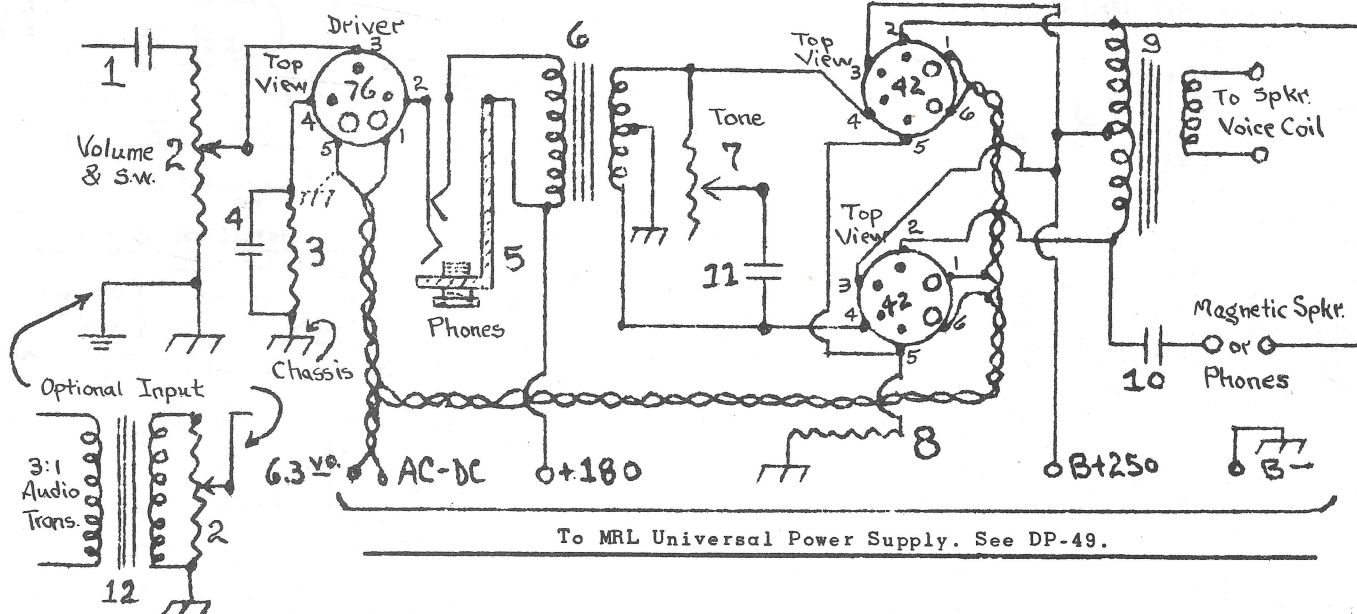 1
Volume
& S.W.
2
Driver
Top
View
76
3
4
5
1
2
4
3
Chassis
5
Phones
6
Tone
7
11
Top
View
42
2
3
1
4
6
5
Top
View
42
2
3
1
4
6
5
8
9
To Spkr.
Voice Coil
Magnetic Spkr.
or
Phones
10
Optional Input
3:1
Audio
Trans.
12
2
6.3 vo. AC-DC
+180
B+250
B-
To MRL Universal Power Supply. See DP-49.